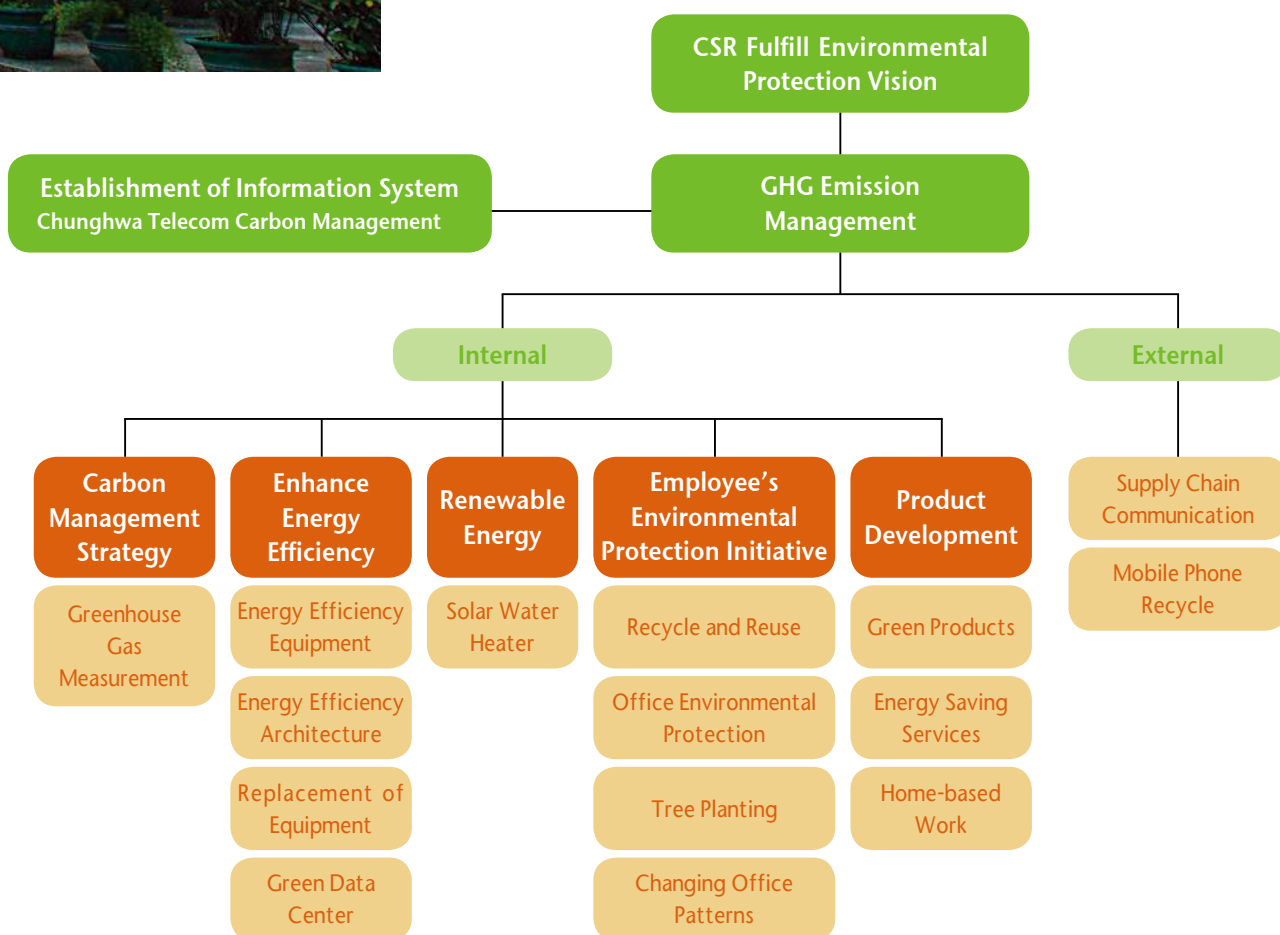 CSR Fulfill Environmental
Protection Vision
Establishment of Information System
Chunghwa Telecom Carbon Management
GHG Emission
Management
Internal
External
Carbon
Management
Strategy
Greenhouse
Gas
Measurement
Enhance
Energy
Efficiency
Energy Efficiency
Equipment
Energy Efficiency
Architecture
Replacement of
Equipment
Green Data
Center
Renewable
Energy
Solar Water
Heater
Employee's
Environmental
Protection Initiative
Recycle and Reuse
Office Environmental
Protection
Tree Planting
Changing Office
Patterns
Product
Development
Green Products
Energy Saving
Services
Home-based
Work
Supply Chain
Communication
Mobile Phone
Recycle